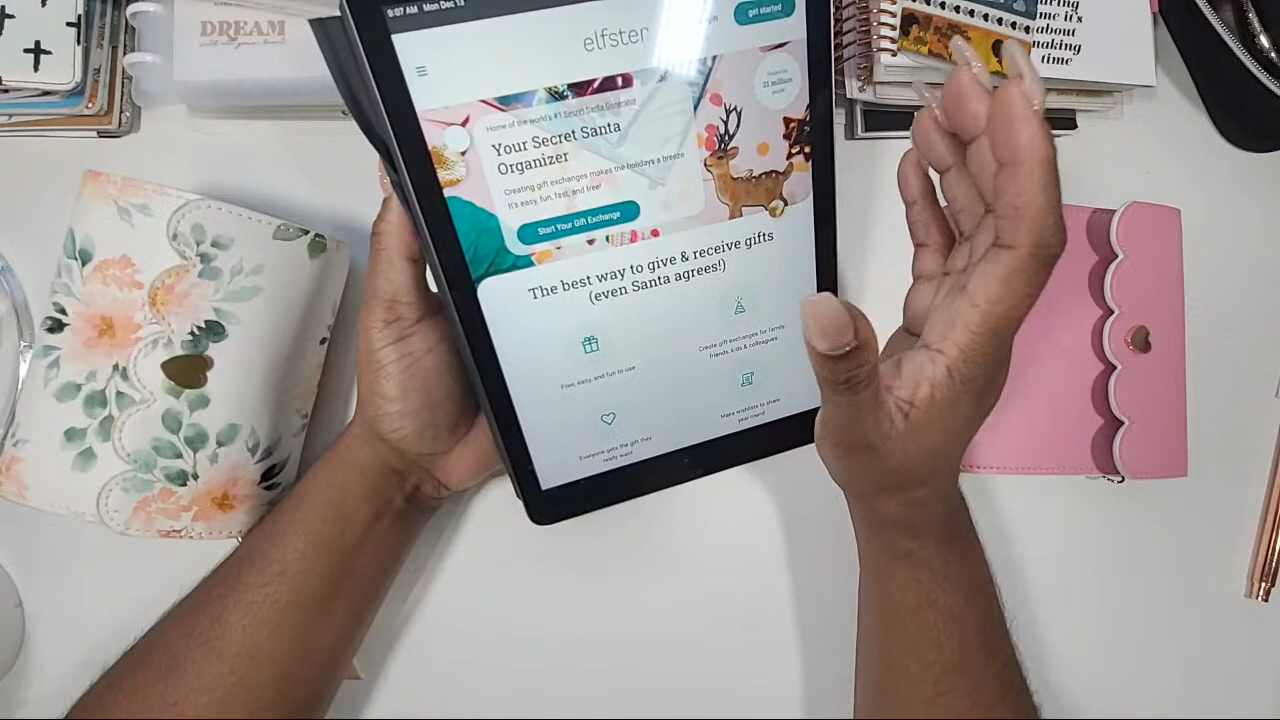 9:07 AM Mon Dec 13
DREAM
elfster
get started
me it's
about
making
time
21 million
people
Home of the world's #1 Secret Santa Generator
Your Secret Santa
Organizer
Creating gift exchanges makes the holidays a breeze
It's easy, fun, fast, and free!
Start Your Gift Exchange
The best way to give & receive gifts
(even Santa agrees!)
Free, easy, and fun to use
Create gift exchanges for family
friends, kids & colleagues
Everyone gets the gift they
really want
Make wishlists to share
year-round